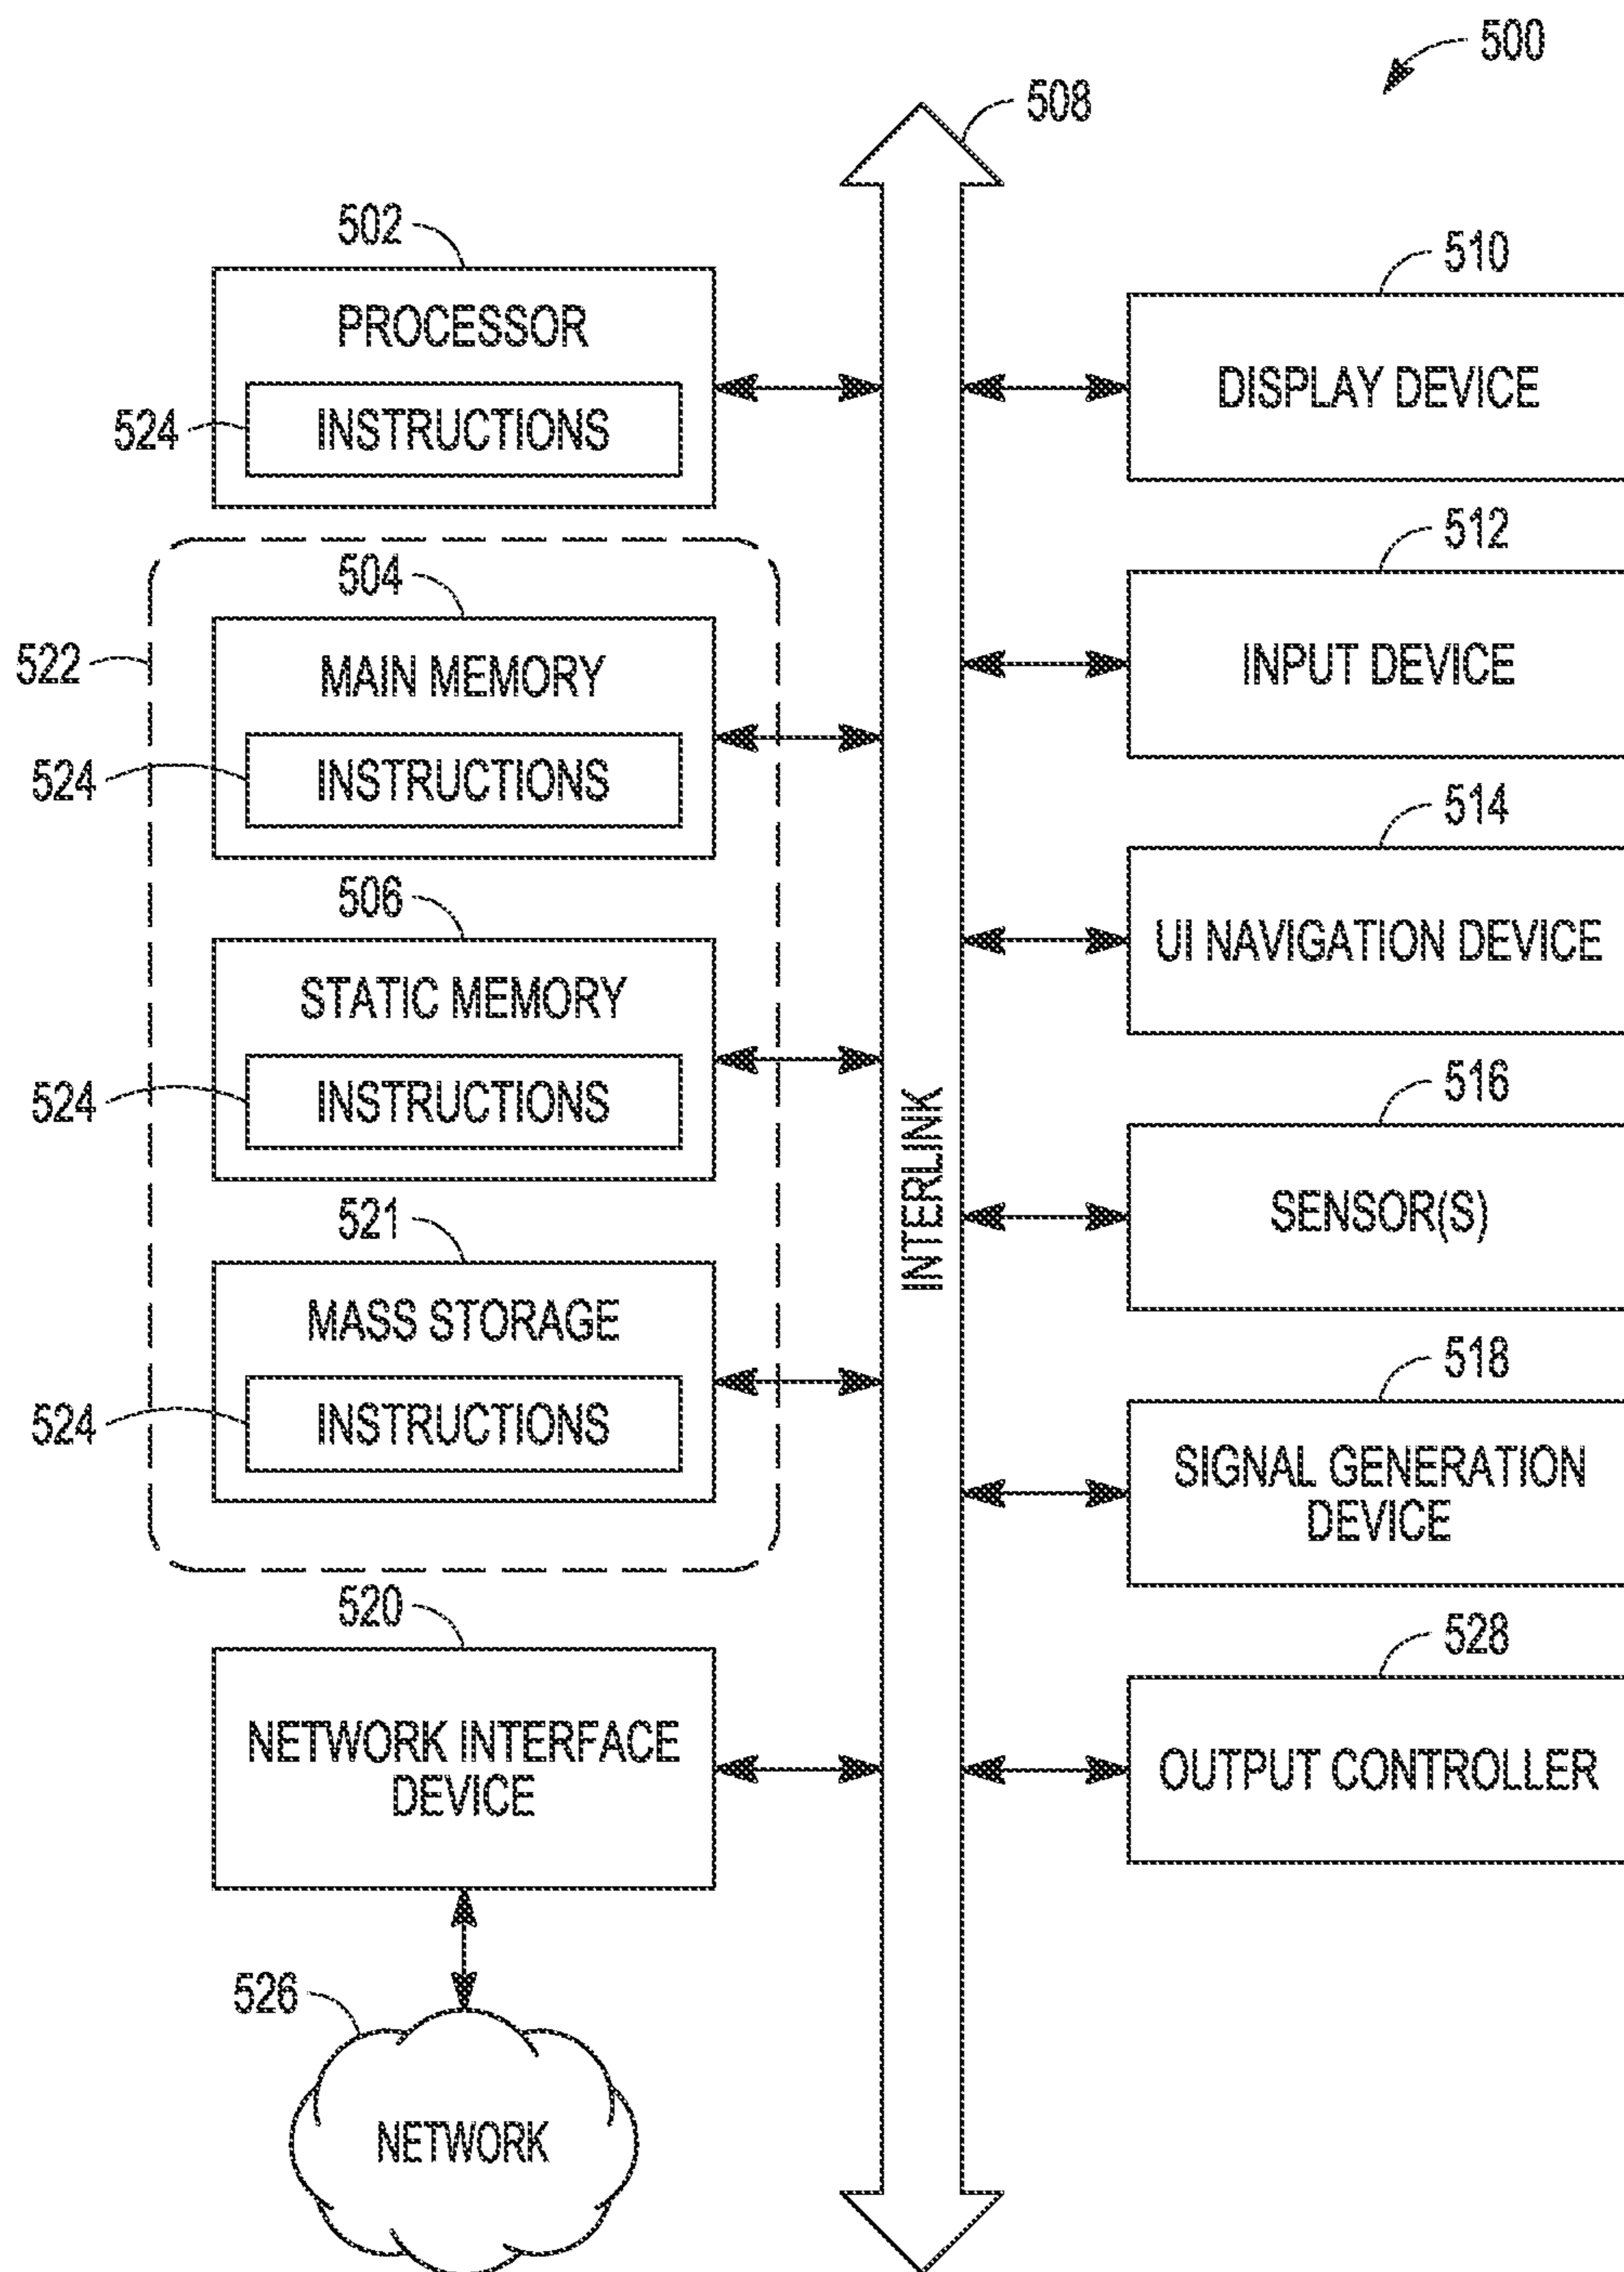 500
508
502
PROCESSOR
524
INSTRUCTIONS
522
504
MAIN MEMORY
524
INSTRUCTIONS
506
STATIC MEMORY
524
INSTRUCTIONS
521
MASS STORAGE
524
INSTRUCTIONS
520
NETWORK INTERFACE
DEVICE
526
NETWORK
INTERLINK
510
DISPLAY DEVICE
512
INPUT DEVICE
514
UI NAVIGATION DEVICE
516
SENSOR(S)
518
SIGNAL GENERATION
DEVICE
528
OUTPUT CONTROLLER